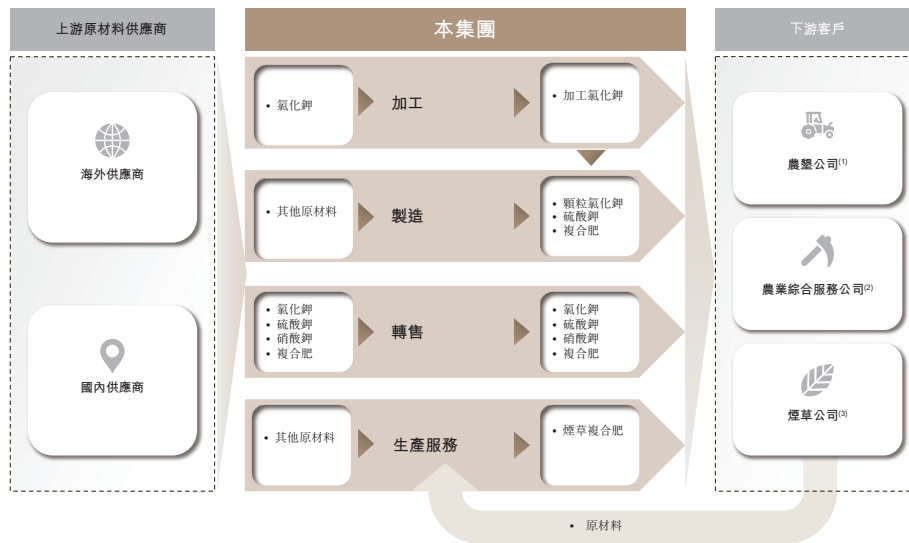 上游原材料供應商
本集團
下游客戶
海外供應商
國內供應商
• 氯化鉀
加工
• 加工氯化鉀
• 其他原材料
製造
• 顆粒氯化鉀
• 硫酸鉀
• 複合肥
• 氯化鉀
• 硫酸鉀
• 硝酸鉀
• 複合肥
轉售
• 氯化鉀
• 硫酸鉀
• 硝酸鉀
• 複合肥
• 其他原材料
生產服務
• 煙草複合肥
農墾公司(1)
農業綜合服務公司(2)
煙草公司(3)
• 原材料